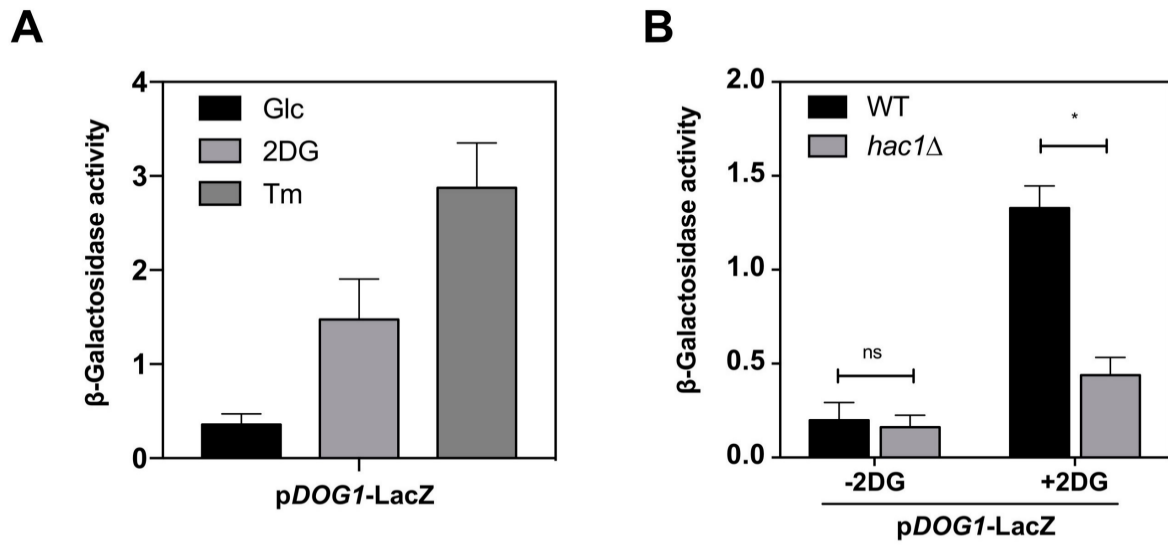 A
β-Galactosidase activity
4
3
2
1
0
Glc
2DG
Tm
pDOG1-LacZ
B
β-Galactosidase activity
2.0
1.5
1.0
0.5
0.0
WT
hac1Δ
*
ns
-2DG
+2DG
pDOG1-LacZ